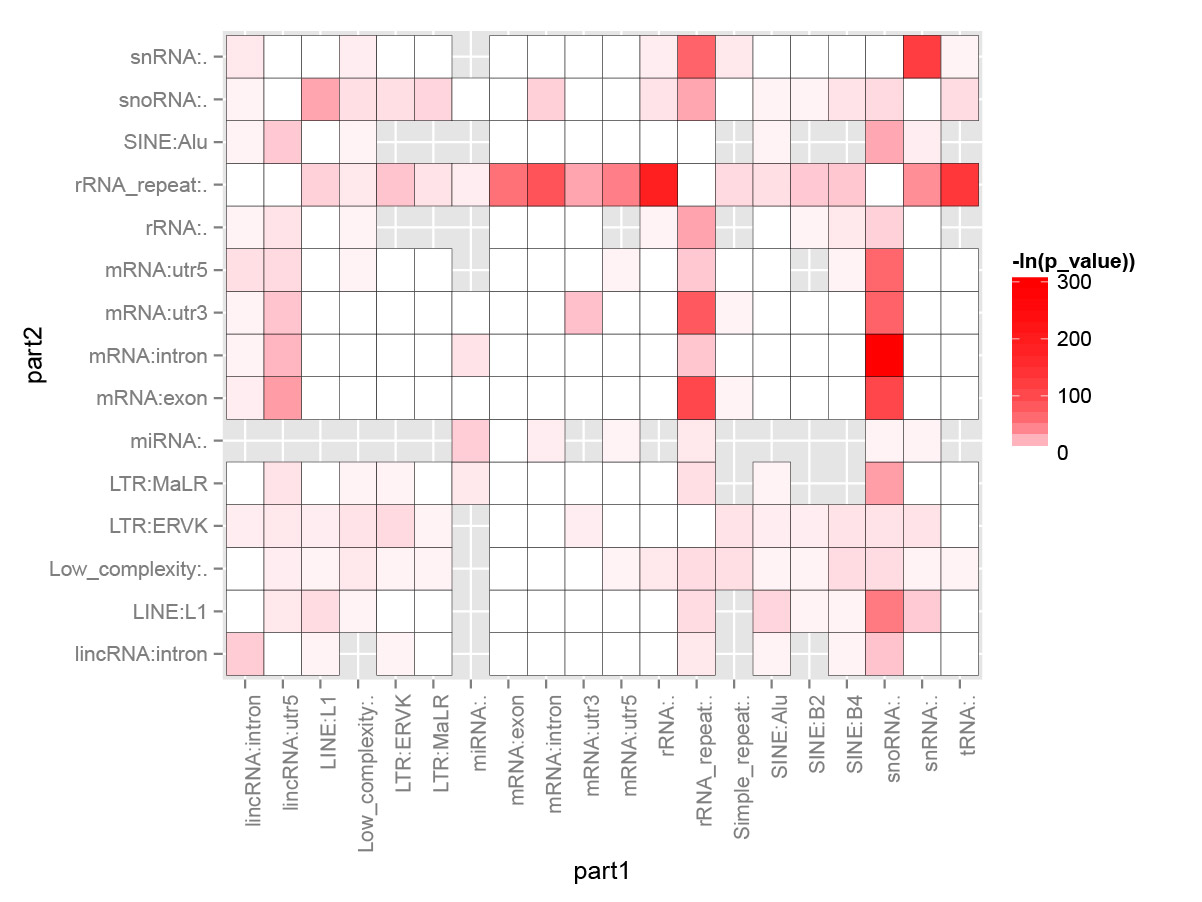 snRNA:.
snoRNA:.
SINE:Alu
rRNA_repeat:.
rRNA:.
mRNA:utr5
mRNA:utr3
mRNA:intron
mRNA:exon
miRNA:.
LTR:MaLR
LTR:ERVK
Low_complexity:.
LINE:L1
lincRNA:intron
part2
lincRNA:intron
lincRNA:utr5
LINE:L1
Low_complexity:.
LTR:ERVK
LTR:MaLR
miRNA:.
mRNA:exon
mRNA:intron
mRNA:utr3
mRNA:utr5
rRNA:.
rRNA_repeat:.
Simple_repeat:.
SINE:Alu
SINE:B2
SINE:B4
snoRNA:.
snRNA:.
tRNA:.
part1
-ln(p_value))
300
200
100
0